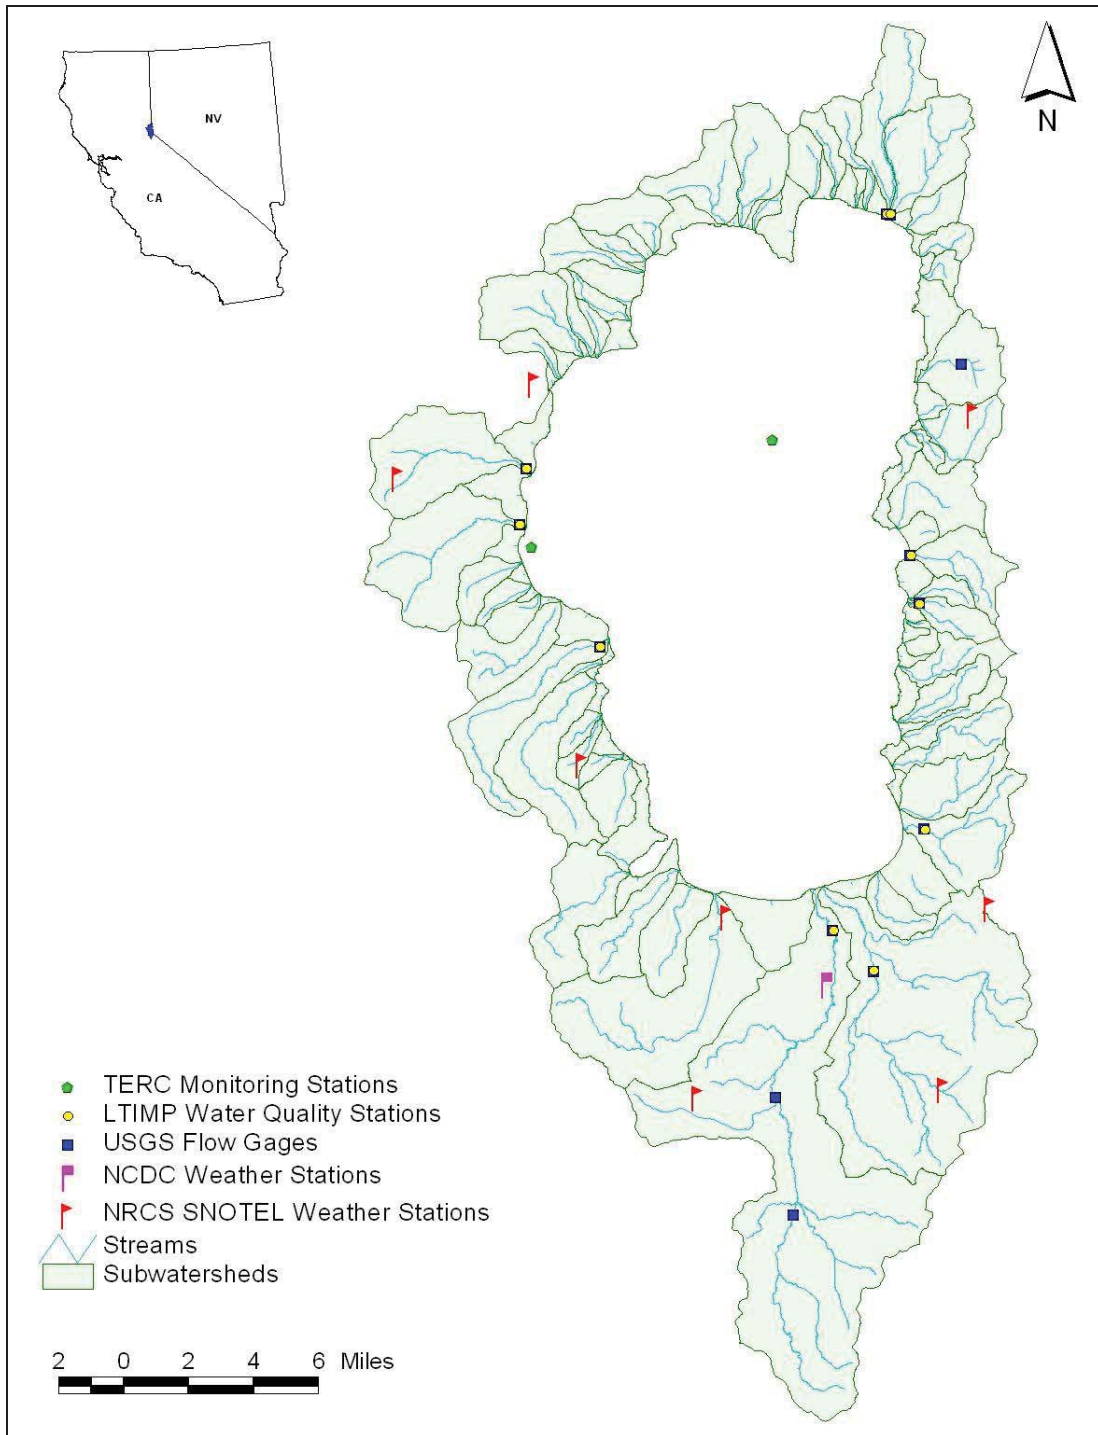 NV
CA
N
TERC Monitoring Stations
LTIMP Water Quality Stations
USGS Flow Gages
NCDC Weather Stations
NRCS SNOTEL Weather Stations
Streams
Subwatersheds
2 0 2 4 6 Miles